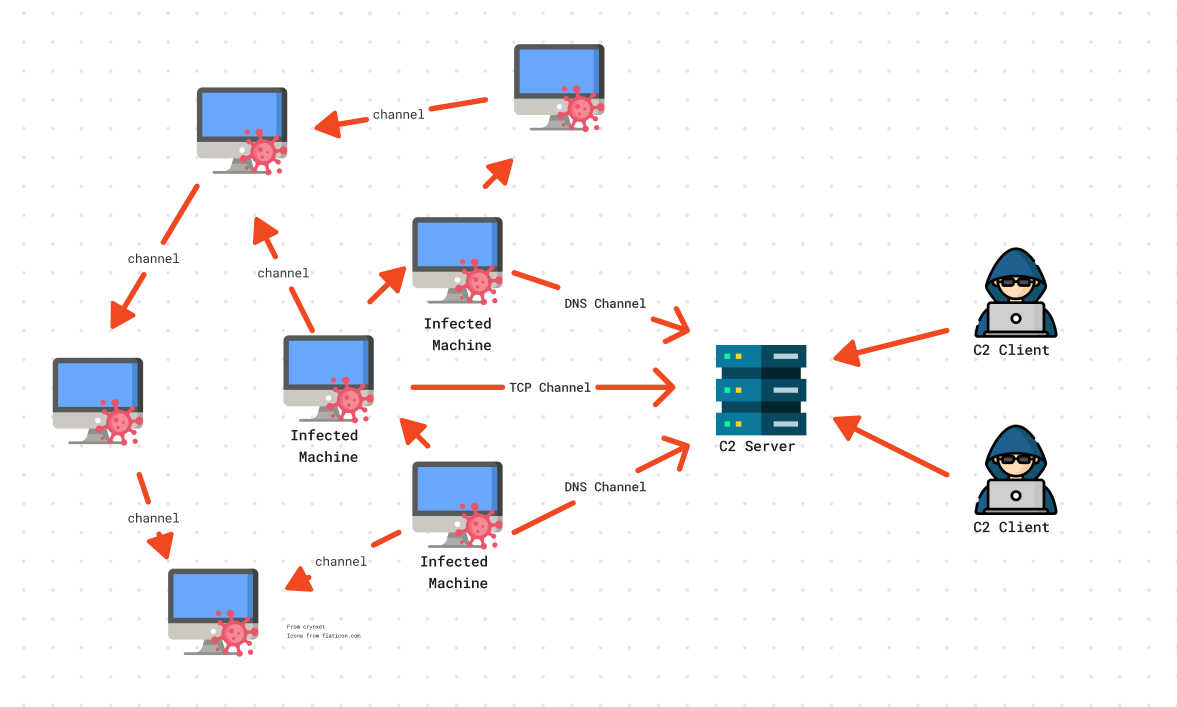 channel
channel
channel
DNS Channel
Infected
Machine
C2 Client
TCP Channel
Infected
Machine
C2 Server
DNS Channel
channel
C2 Client
channel
Infected
Machine
From crynxet
Icons from flaticon.com